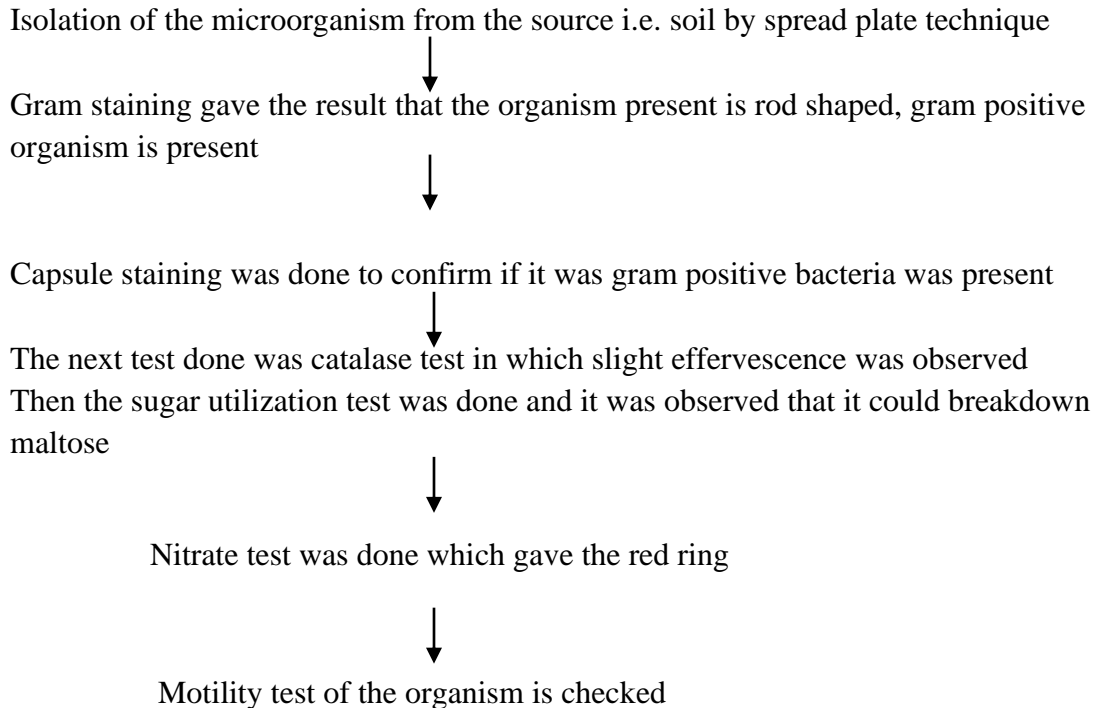 Isolation of the microorganism from the source i.e. soil by spread plate technique
Gram staining gave the result that the organism present is rod shaped, gram positive
organism is present
Capsule staining was done to confirm if it was gram positive bacteria was present
The next test done was catalase test in which slight effervescence was observed
Then the sugar utilization test was done and it was observed that it could breakdown
maltose
Nitrate test was done which gave the red ring
Motility test of the organism is checked